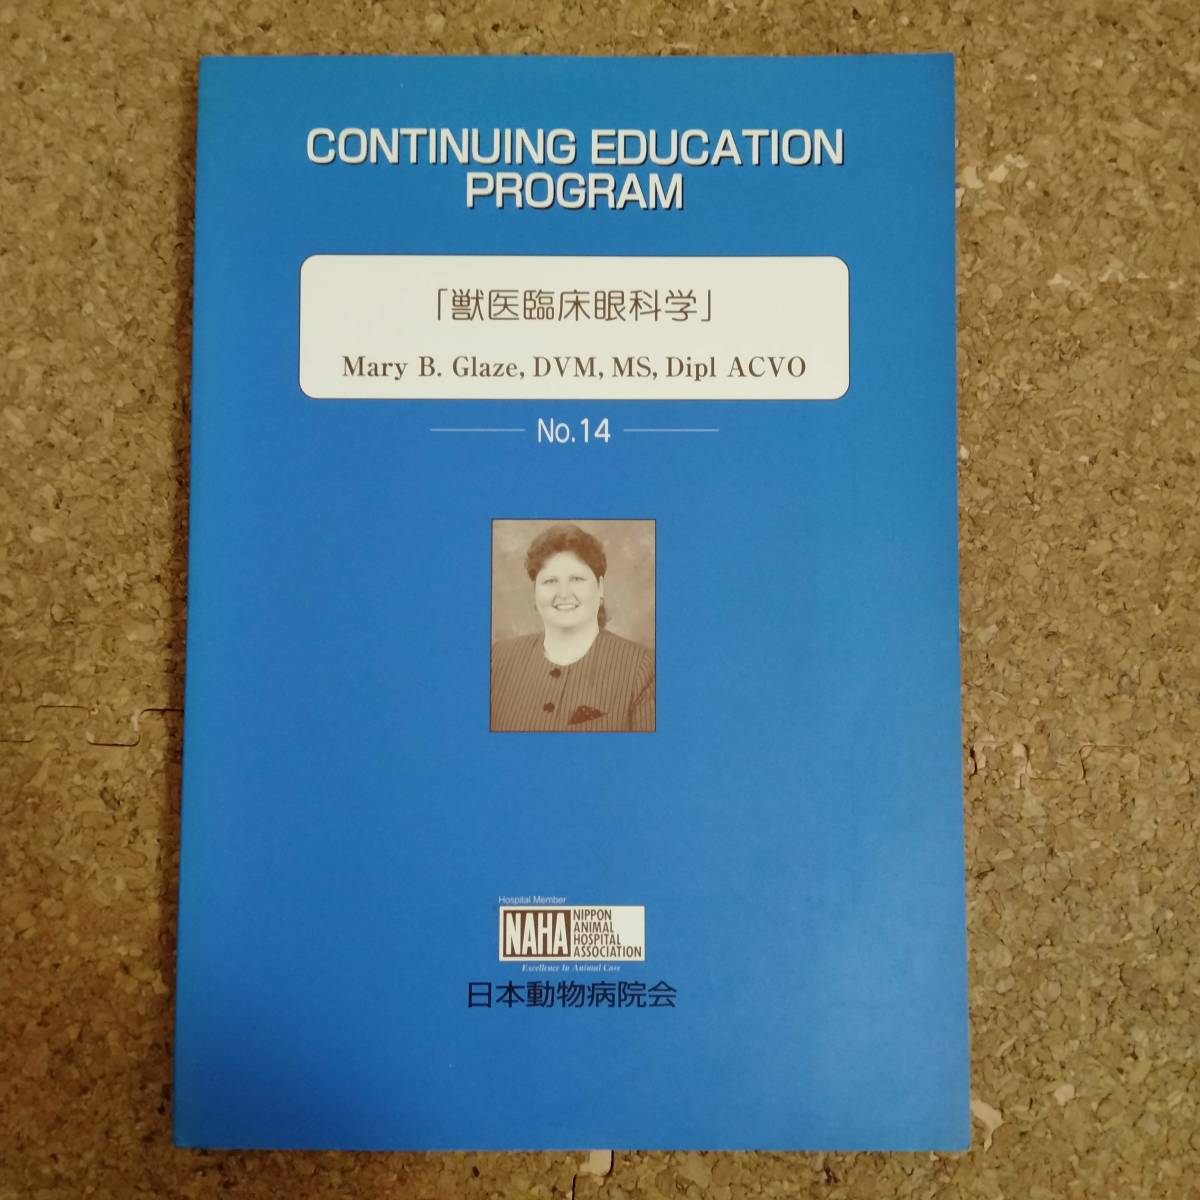 CONTINUING EDUCATION
PROGRAM
「獣医臨床眼科学」
Mary B. Glaze, DVM, MS, Dipl ACVO
No.14
Hospital Member
NAHA
NIPPON
ANIMAL
HOSPITAL
ASSOCIATION
Excellence In Animal Care
日本動物病院会